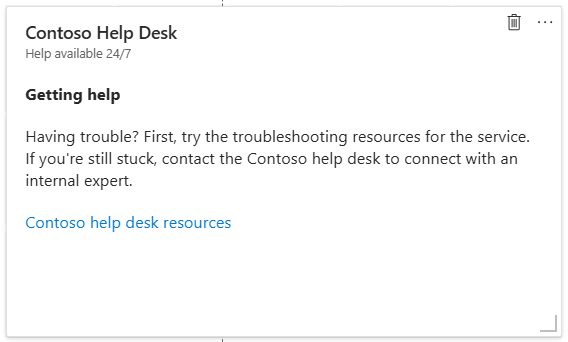 Contoso Help Desk
Help available 24/7
Getting help
Having trouble? First, try the troubleshooting resources for the service.
If you're still stuck, contact the Contoso help desk to connect with an
internal expert.
Contoso help desk resources